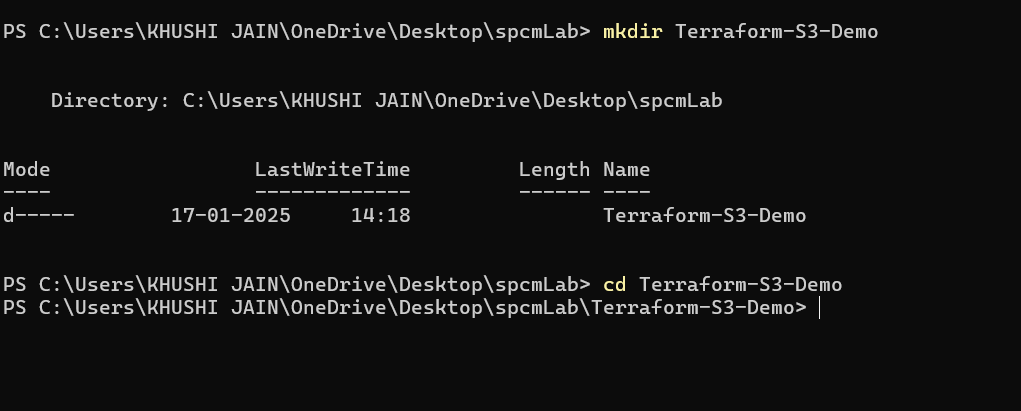 PS C:\Users\KHUSHI JAIN\OneDrive\Desktop\spcmLab> mkdir Terraform-S3-Demo
    Directory: C:\Users\KHUSHI JAIN\OneDrive\Desktop\spcmLab
Mode                 LastWriteTime         Length Name
----                 -------------         ------ ----
d-----        17-01-2025     14:18                Terraform-S3-Demo
PS C:\Users\KHUSHI JAIN\OneDrive\Desktop\spcmLab> cd Terraform-S3-Demo
PS C:\Users\KHUSHI JAIN\OneDrive\Desktop\spcmLab\Terraform-S3-Demo>